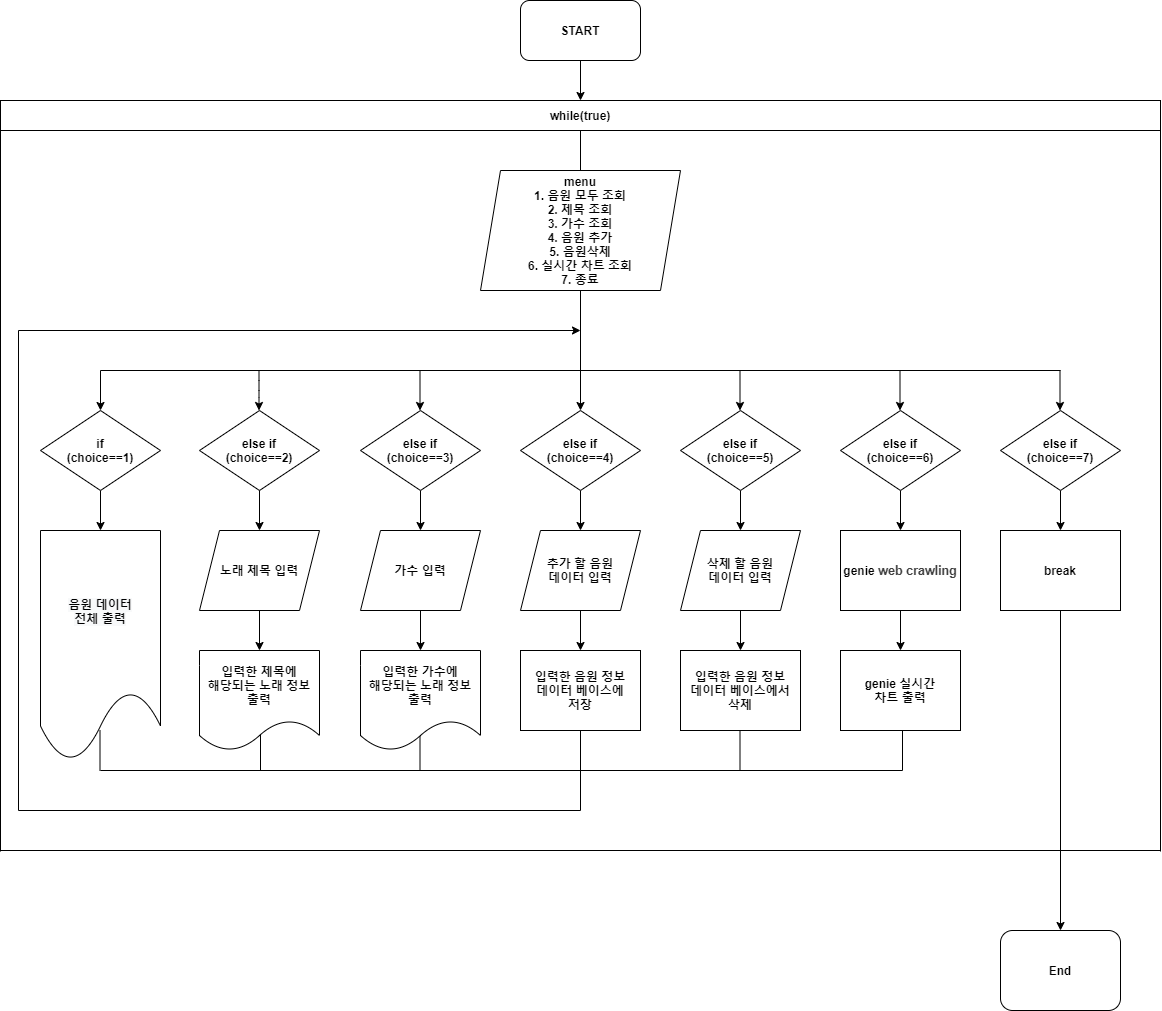 START
while(true)
menu
1. 음원 모두 조회
2. 제목 조회
3. 가수 조회
4. 음원 추가
5. 음원삭제
6. 실시간 차트 조회
7. 종료
if
(choice==1)
else if
(choice==2)
else if
(choice==3)
else if
(choice==4)
else if
(choice==5)
else if
(choice==6)
else if
(choice==7)
음원 데이터
전체 출력
노래 제목 입력
가수 입력
추가 할 음원
데이터 입력
삭제 할 음원
데이터 입력
genie web crawling
break
입력한 제목에
해당되는 노래 정보
출력
입력한 가수에
해당되는 노래 정보
출력
입력한 음원 정보
데이터 베이스에
저장
입력한 음원 정보
데이터 베이스에서
삭제
genie 실시간
차트 출력
End